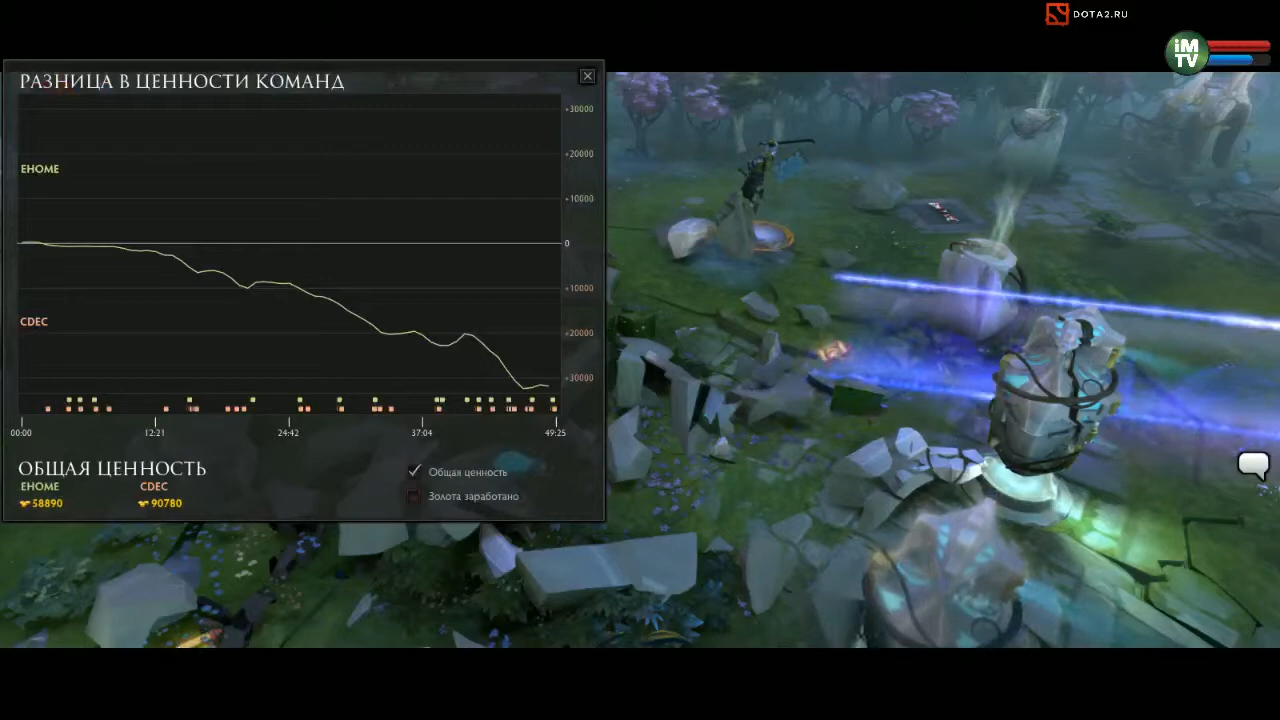 DOTA2.RU
iM
TV
РАЗНИЦА В ЦЕННОСТИ КОМАНД
+30000
+20000
EHOME
+10000
0
+10000
CDEC
+20000
+30000
00:00 12:21 24:42 37:04 49:25
ОБЩАЯ ЦЕННОСТЬ
EHOME CDEC
58890 90780
Общая ценность
Золота заработано